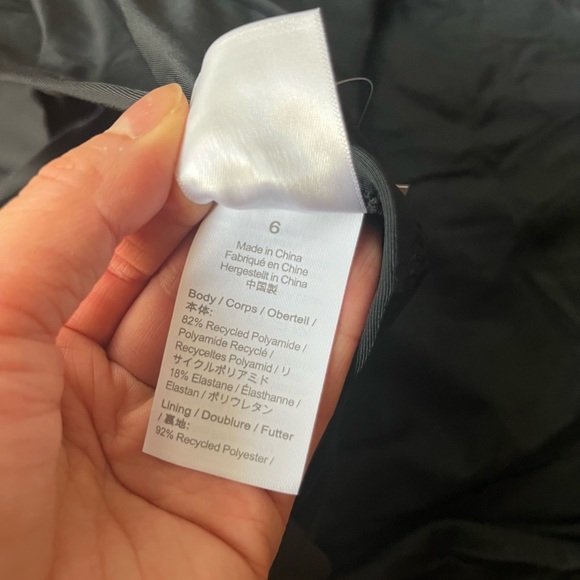 6
Made in China
Fabriqué en Chine
Hergestellt in China
中国製
Body / Corps / Oberteil /
本体:
82% Recycled Polyamide /
Polyamide Recyclé /
Recyceltes Polyamid / リ
サイクルポリアミド
18% Elastane / Élasthanne /
Elastan / ポリウレタン
Lining / Doublure / Futter
/ 裏地:
92% Recycled Polyester /